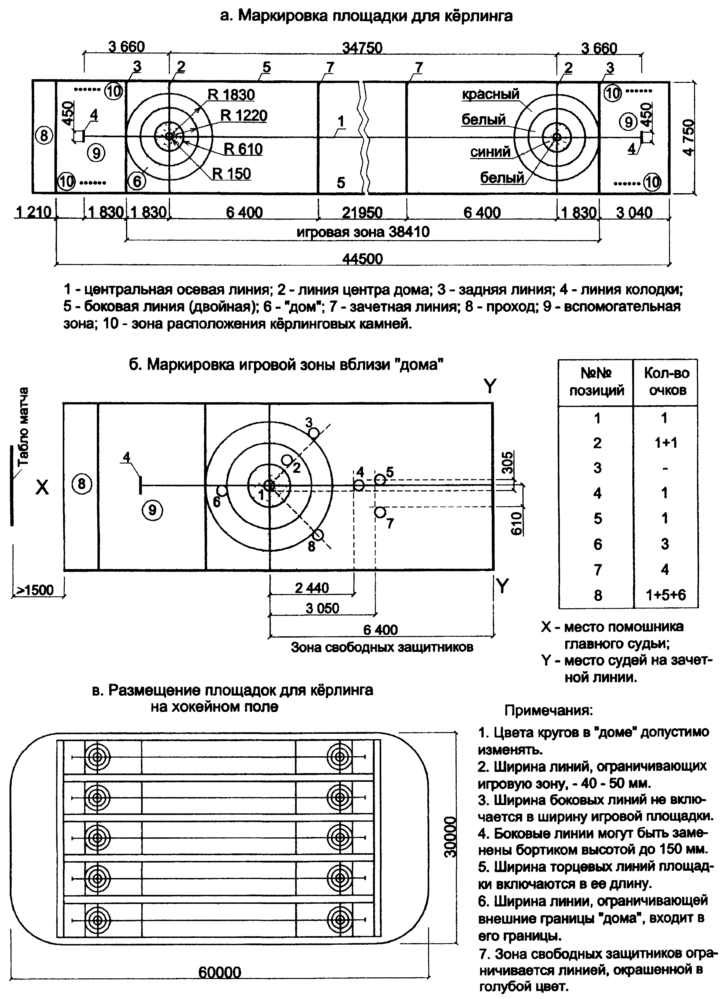 а. Маркировка площадки для кёрлинга
3 660 34750 3 660
3 2 5 7 7 2 3
10 R 1830 красный 10
450 4 R 1220 1 белый 9 450
8 4 750
9 R 610 синий 4
10 6 R 150 5 белый 10
1 210 1 830 1 830 6 400 21950 6 400 1 830 3 040
игровая зона 38410
44500
1 - центральная осевая линия; 2 - линия центра дома; 3 - задняя линия; 4 - линия колодки;
5 - боковая линия (двойная); 6 - "дом"; 7 - зачетная линия; 8 - проход; 9 - вспомогательная
зона; 10 - зона расположения кёрлинговых камней.
б. Маркировка игровой зоны вблизи "дома"
Y
Табло матча
3
4 2 4 5 305
X 8 1
6
9 7 610
8
>1500 2 440 Y
3 050
6 400
Зона свободных защитников
№№ Кол-во
позиций очков
1 1
2 1+1
3 -
4 1
5 1
6 3
7 4
8 1+5+6
X - место помошника
главного судьи;
Y - место судей на зачет-
ной линии.
в. Размещение площадок для кёрлинга
на хокейном поле
30000
60000
Примечания:
1. Цвета кругов в "доме" допустимо
изменять.
2. Ширина линий, ограничивающих
игровую зону, - 40 - 50 мм.
3. Ширина боковых линий не вклю-
чается в ширину игровой площадки.
4. Боковые линии могут быть заме-
нены бортиком высотой до 150 мм.
5. Ширина торцевых линий площад-
ки включаются в ее длину.
6. Ширина линии, ограничивающей
внешние границы "дома", входит в
его границы.
7. Зона свободных защитников огра-
ничивается линией, окрашенной в
голубой цвет.